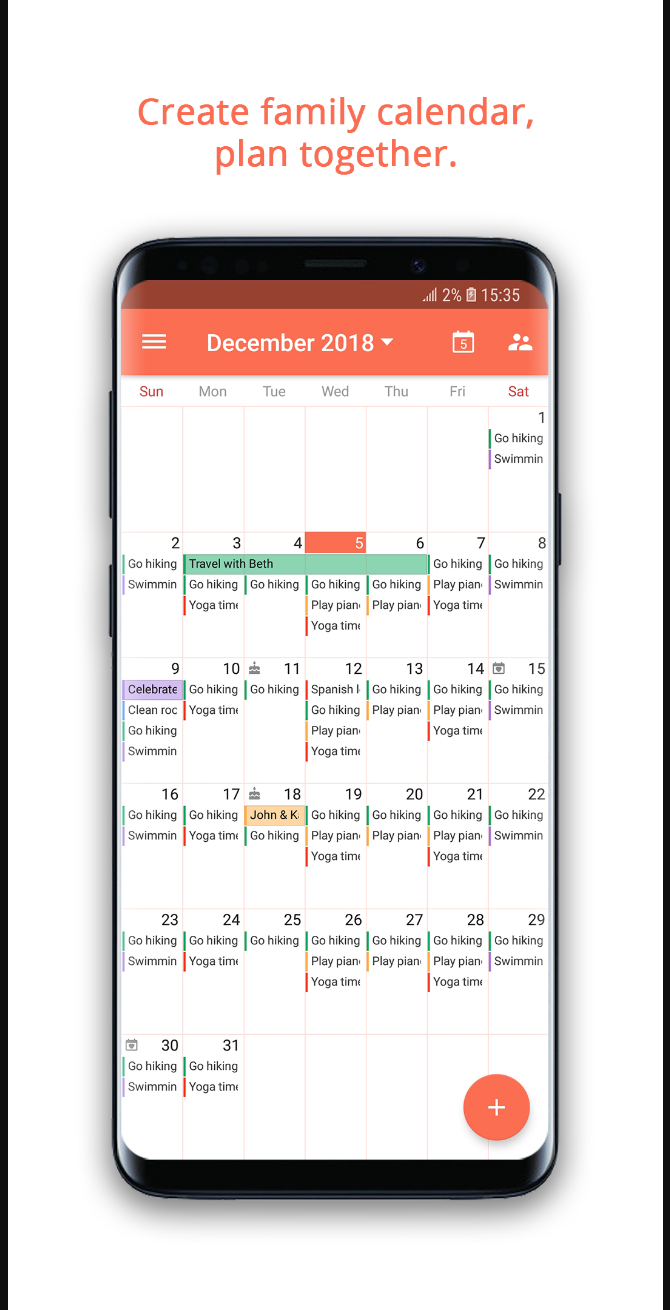 Create family calendar,
plan together.
2% 15:35
December 2018
5
Sun Mon Tue Wed Thu Fri Sat
1
Go hiking
Swimmin
2 3 4 5 6 7 8
Go hiking Travel with Beth Go hiking Go hiking
Swimmin Go hiking Go hiking Go hiking Go hiking Play pian Swimmin
Yoga time Play pian Play pian Yoga time
Yoga time
9 10 11 12 13 14 15
Celebrate Go hiking Go hiking Spanish l Go hiking Go hiking Go hiking
Clean roc Yoga time Go hiking Play pian Play pian Swimmin
Go hiking Play pian Yoga time
Swimmin Yoga time
16 17 18 19 20 21 22
Go hiking Go hiking John & K Go hiking Go hiking Go hiking Go hiking
Swimmin Yoga time Go hiking Play pian Play pian Play pian Swimmin
Yoga time Yoga time
23 24 25 26 27 28 29
Go hiking Go hiking Go hiking Go hiking Go hiking Go hiking Go hiking
Swimmin Yoga time Play pian Play pian Play pian Swimmin
Yoga time Yoga time
30 31
Go hiking Go hiking
Swimmin Yoga time
+